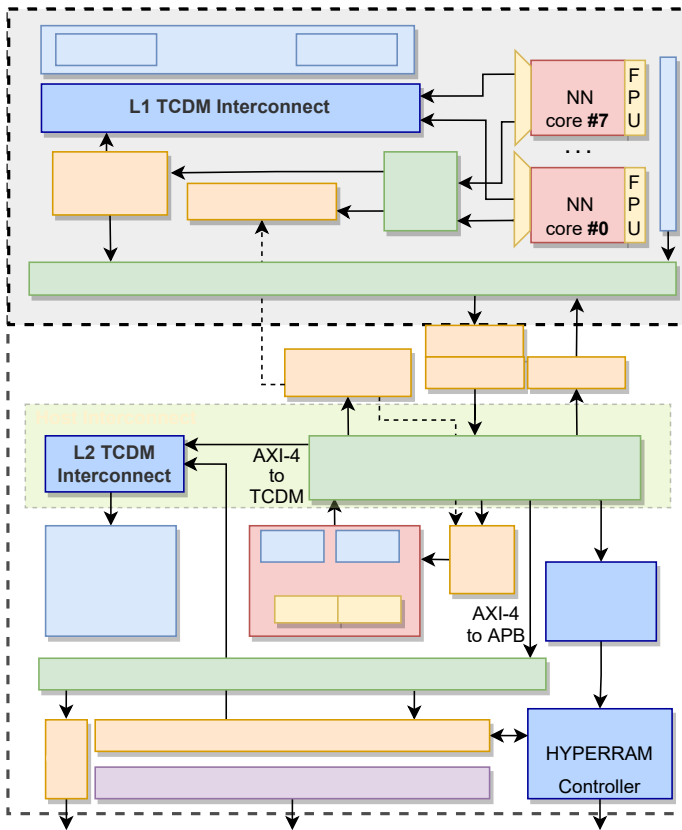 L1 TCDM Interconnect
NN
core #7
F
P
U
...
NN
core #0
F
P
U
L2 TCDM
Interconnect
AXI-4
to
TCDM
AXI-4
to APB
HYPERRAM
Controller